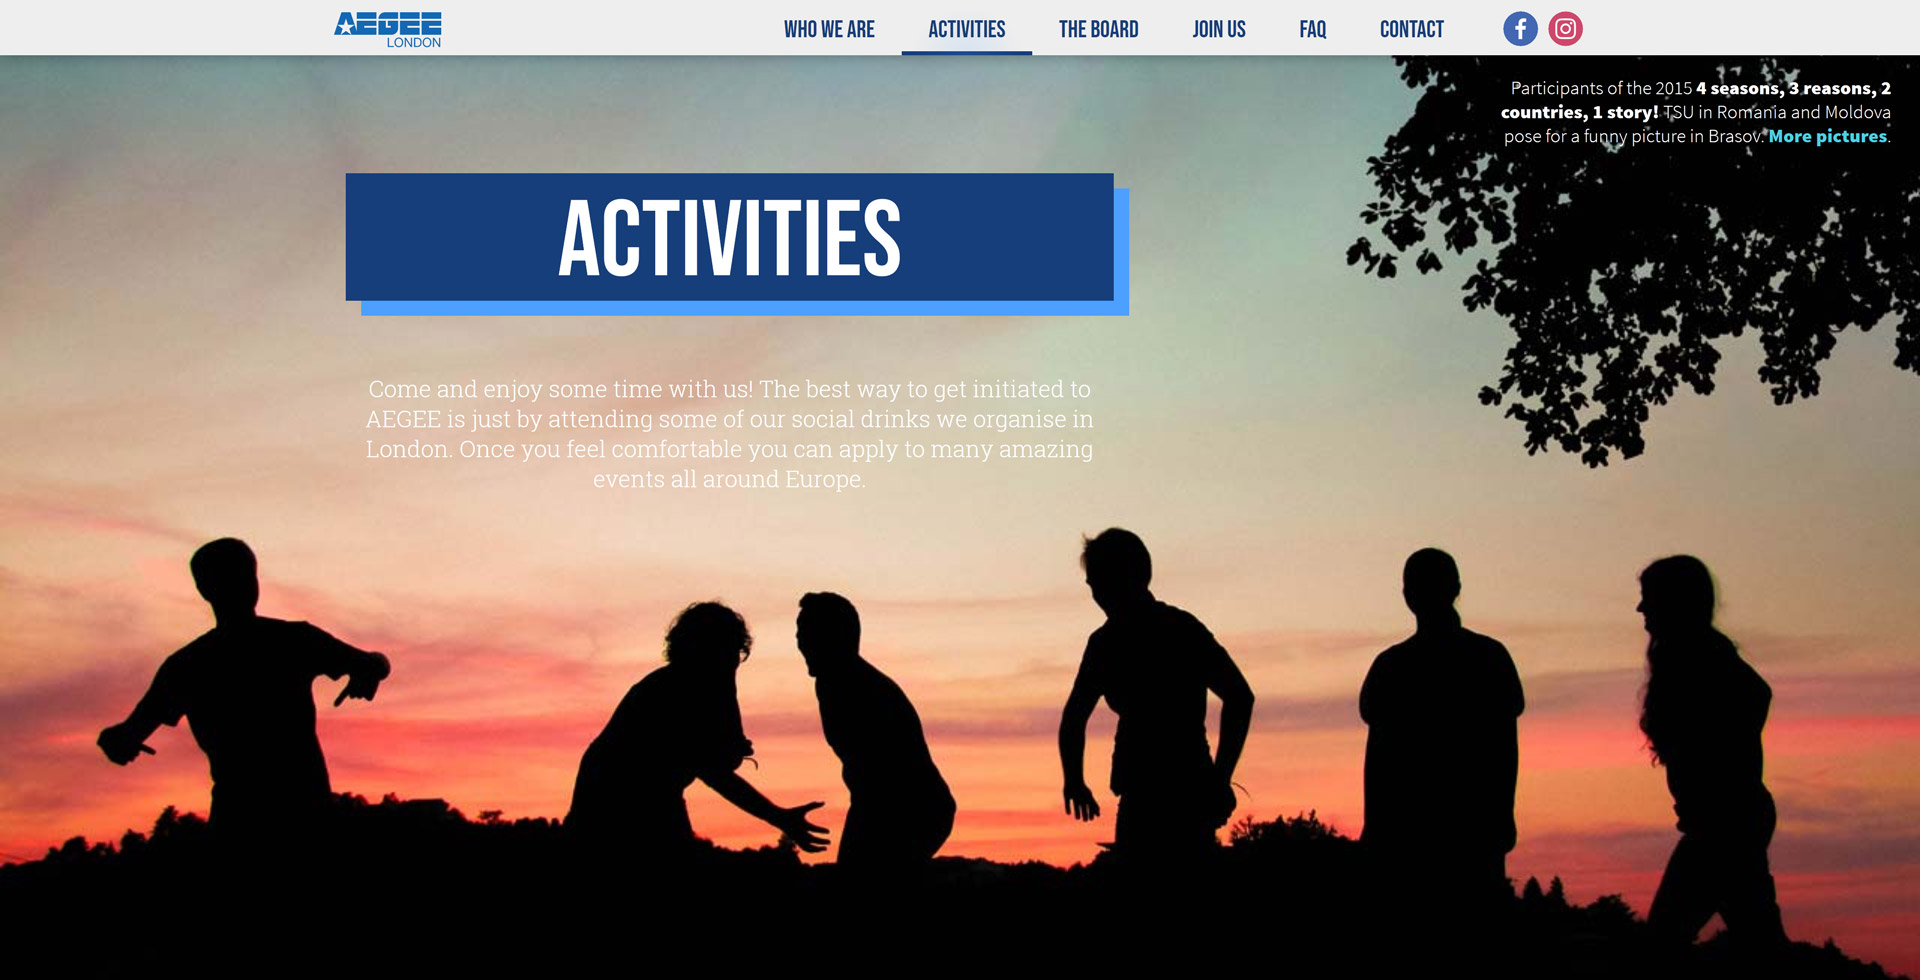 AEGEE
LONDON
WHO WE ARE
ACTIVITIES
THE BOARD
JOIN US
FAQ
CONTACT
Participants of the 2015 4 seasons, 3 reasons, 2
countries, 1 story! TSU in Romania and Moldova
pose for a funny picture in Brasov. More pictures.
ACTIVITIES
Come and enjoy some time with us! The best way to get initiated to
AEGEE is just by attending some of our social drinks we organise in
London. Once you feel comfortable you can apply to many amazing
events all around Europe.